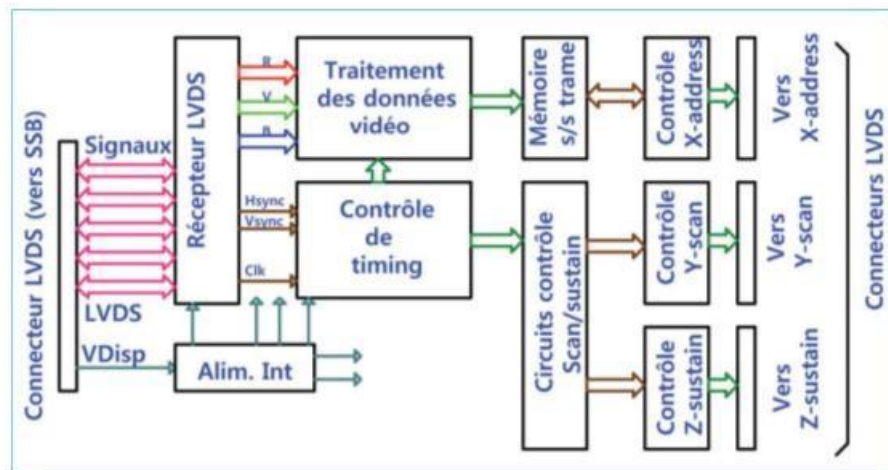 Connecteur LVDS (vers SSB)
Signaux
LVDS
VDisp
Récepteur LVDS
R
V
B
Hsync
Vsync
Clk
Alim. Int
Traitement
des données
vidéo
Contrôle
de
timing
Mémoire
s/s trame
Circuits contrôle
Scan/sustain
Contrôle
X-address
Contrôle
Y-scan
Contrôle
Z-sustain
Vers
X-address
Vers
Y-scan
Vers
Z-sustain
Connecteurs LVDS